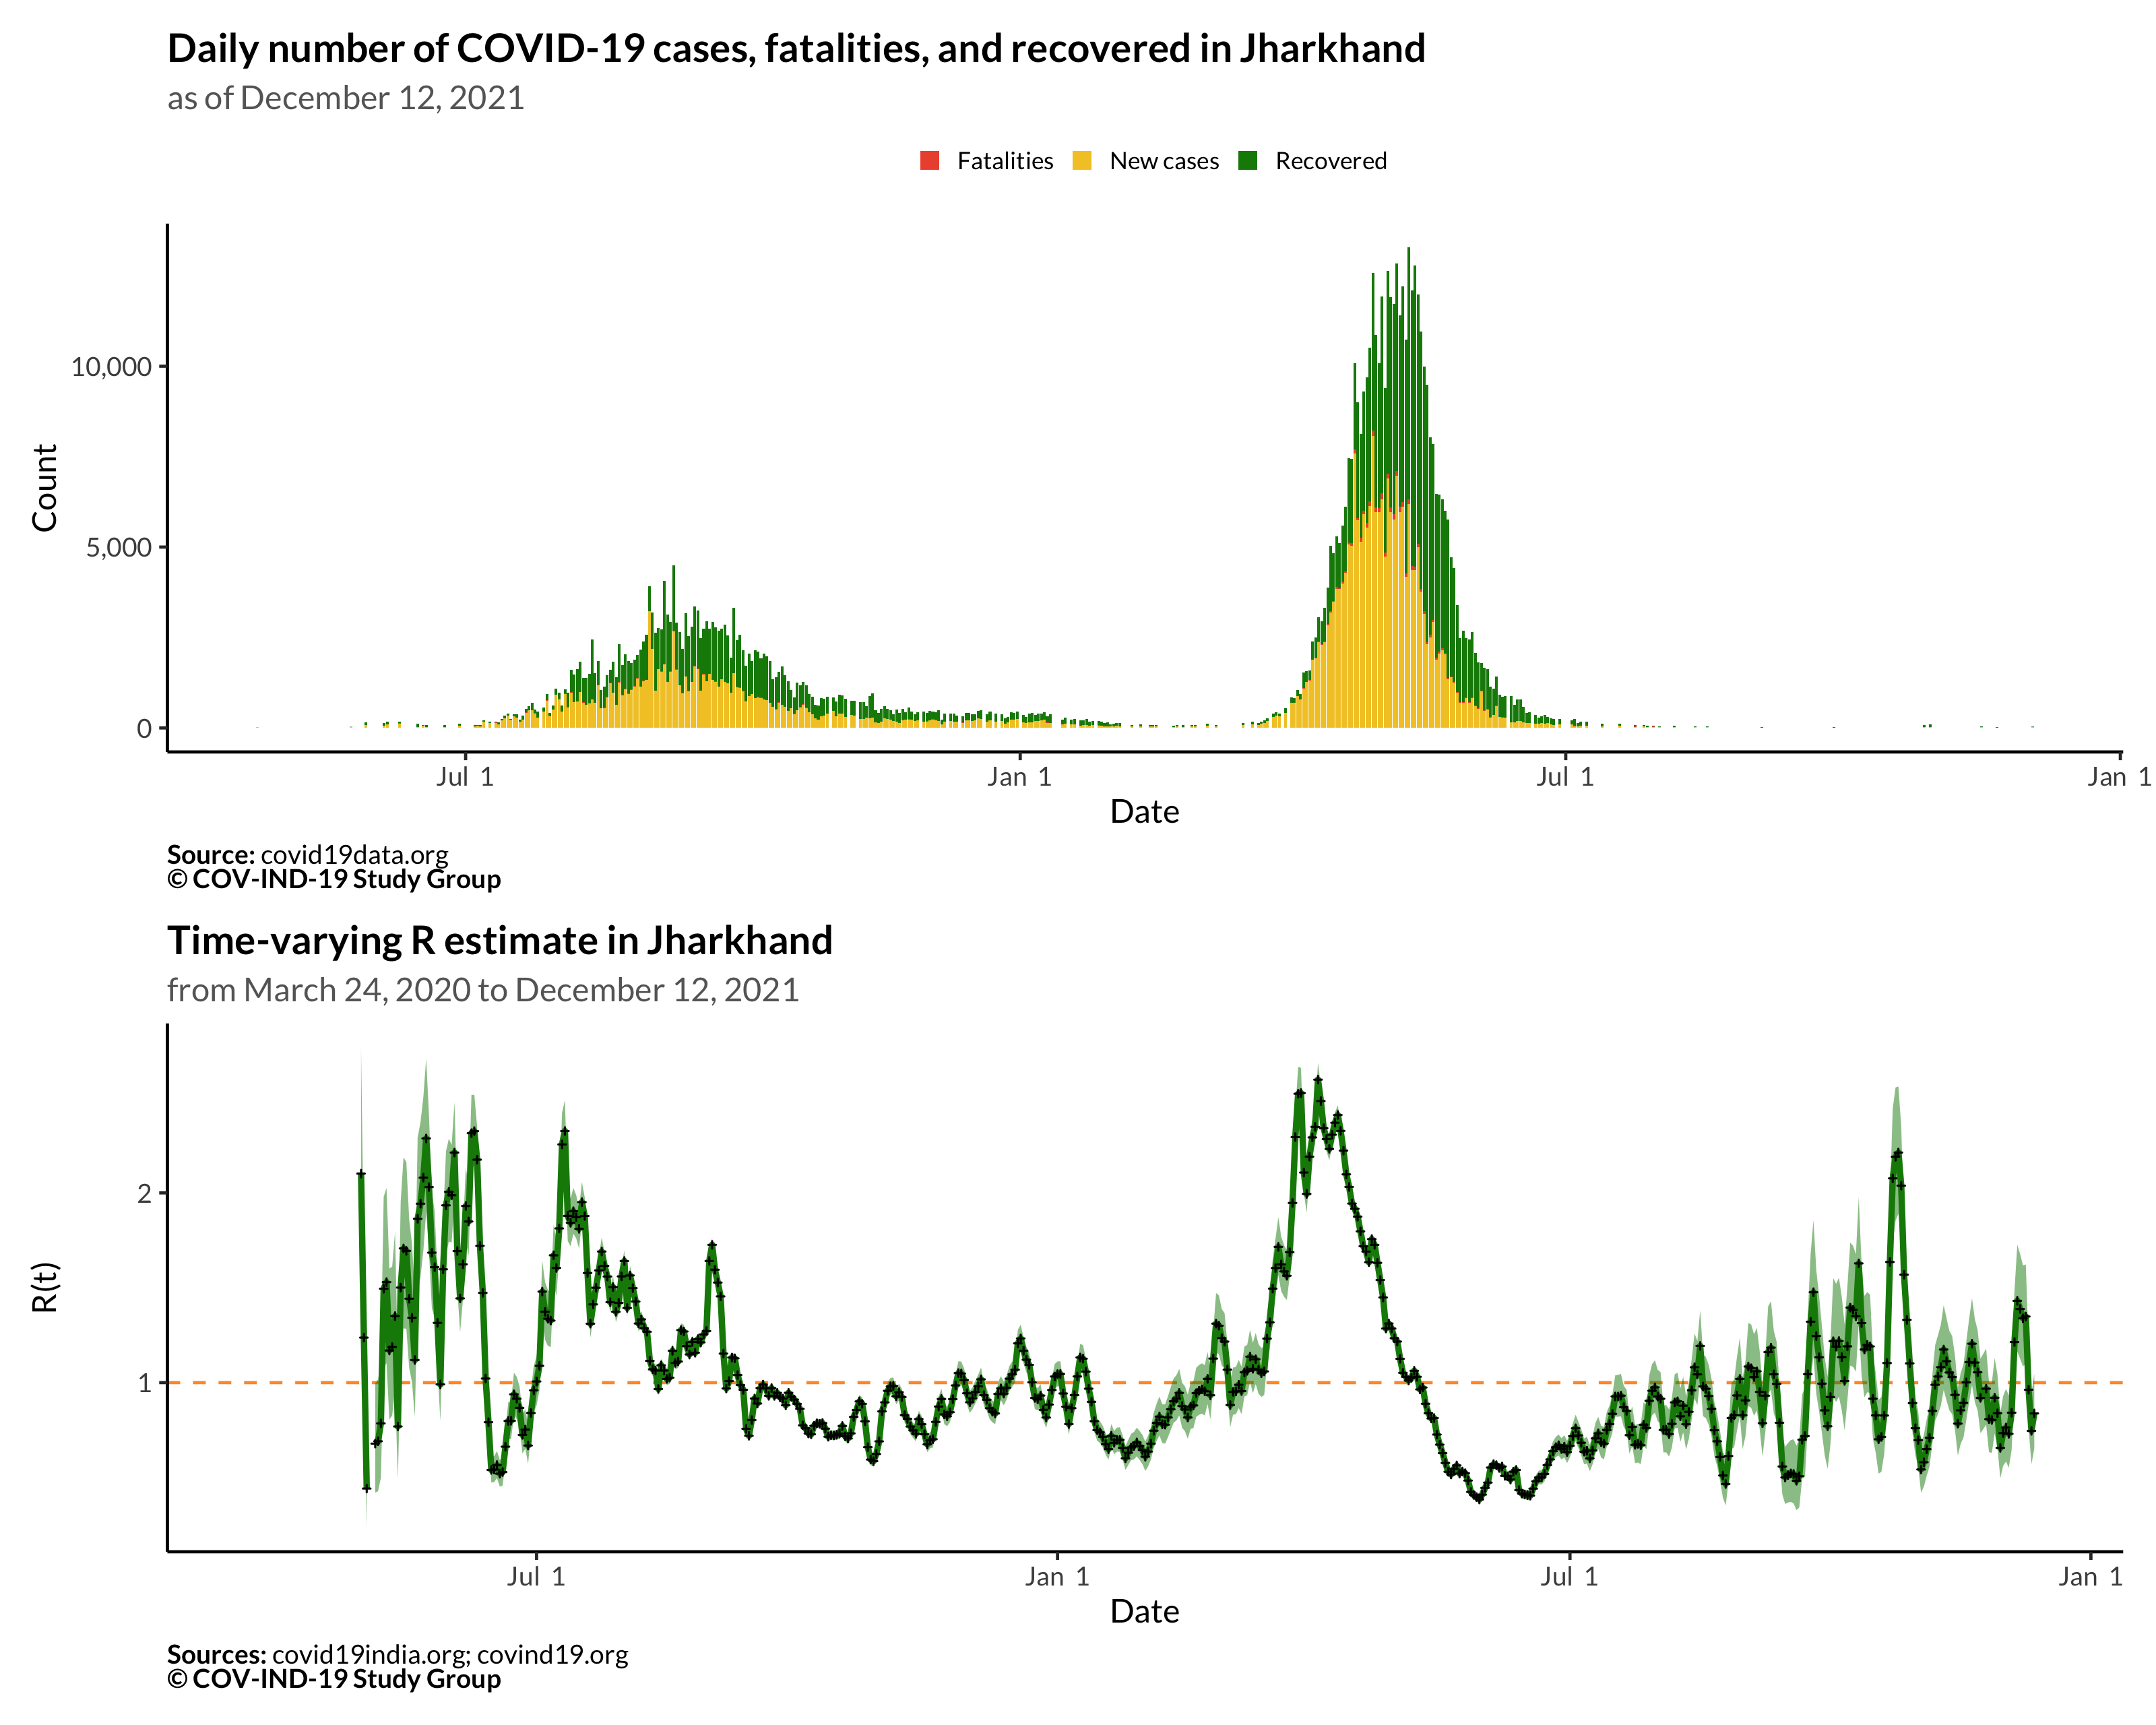 Daily number of COVID-19 cases, fatalities, and recovered in Jharkhand
as of December 12, 2021
Fatalities New cases Recovered
Count
10,000
5,000
0
Jul 1 Jan 1 Jul 1 Jan 1
Date
Source: covid19data.org
© COV-IND-19 Study Group
Time-varying R estimate in Jharkhand
from March 24, 2020 to December 12, 2021
R(t)
2
1
Jul 1 Jan 1 Jul 1 Jan 1
Date
Sources: covid19india.org; covind19.org
© COV-IND-19 Study Group